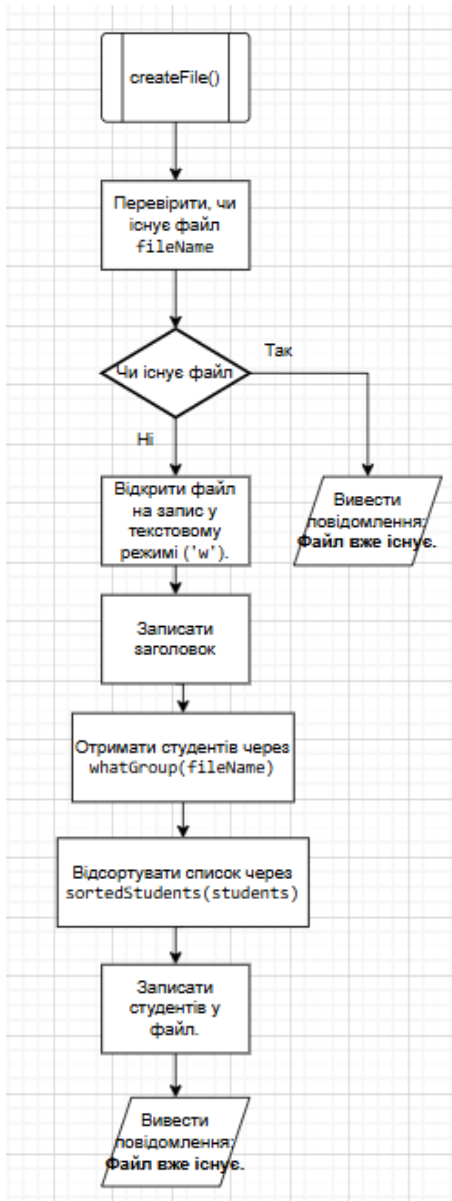 createFile()
Перевірити, чи
існує файл
fileName
Чи існує файл
Так
Ні
Відкрити файл
на запис у
текстовому
режимі ('w').
Вивести
повідомлення:
Файл вже існує.
Записати
заголовок
Отримати студентів через
whatGroup(fileName)
Відсортувати список через
sortedStudents(students)
Записати
студентів у
файл.
Вивести
повідомлення:
Файл вже існує.